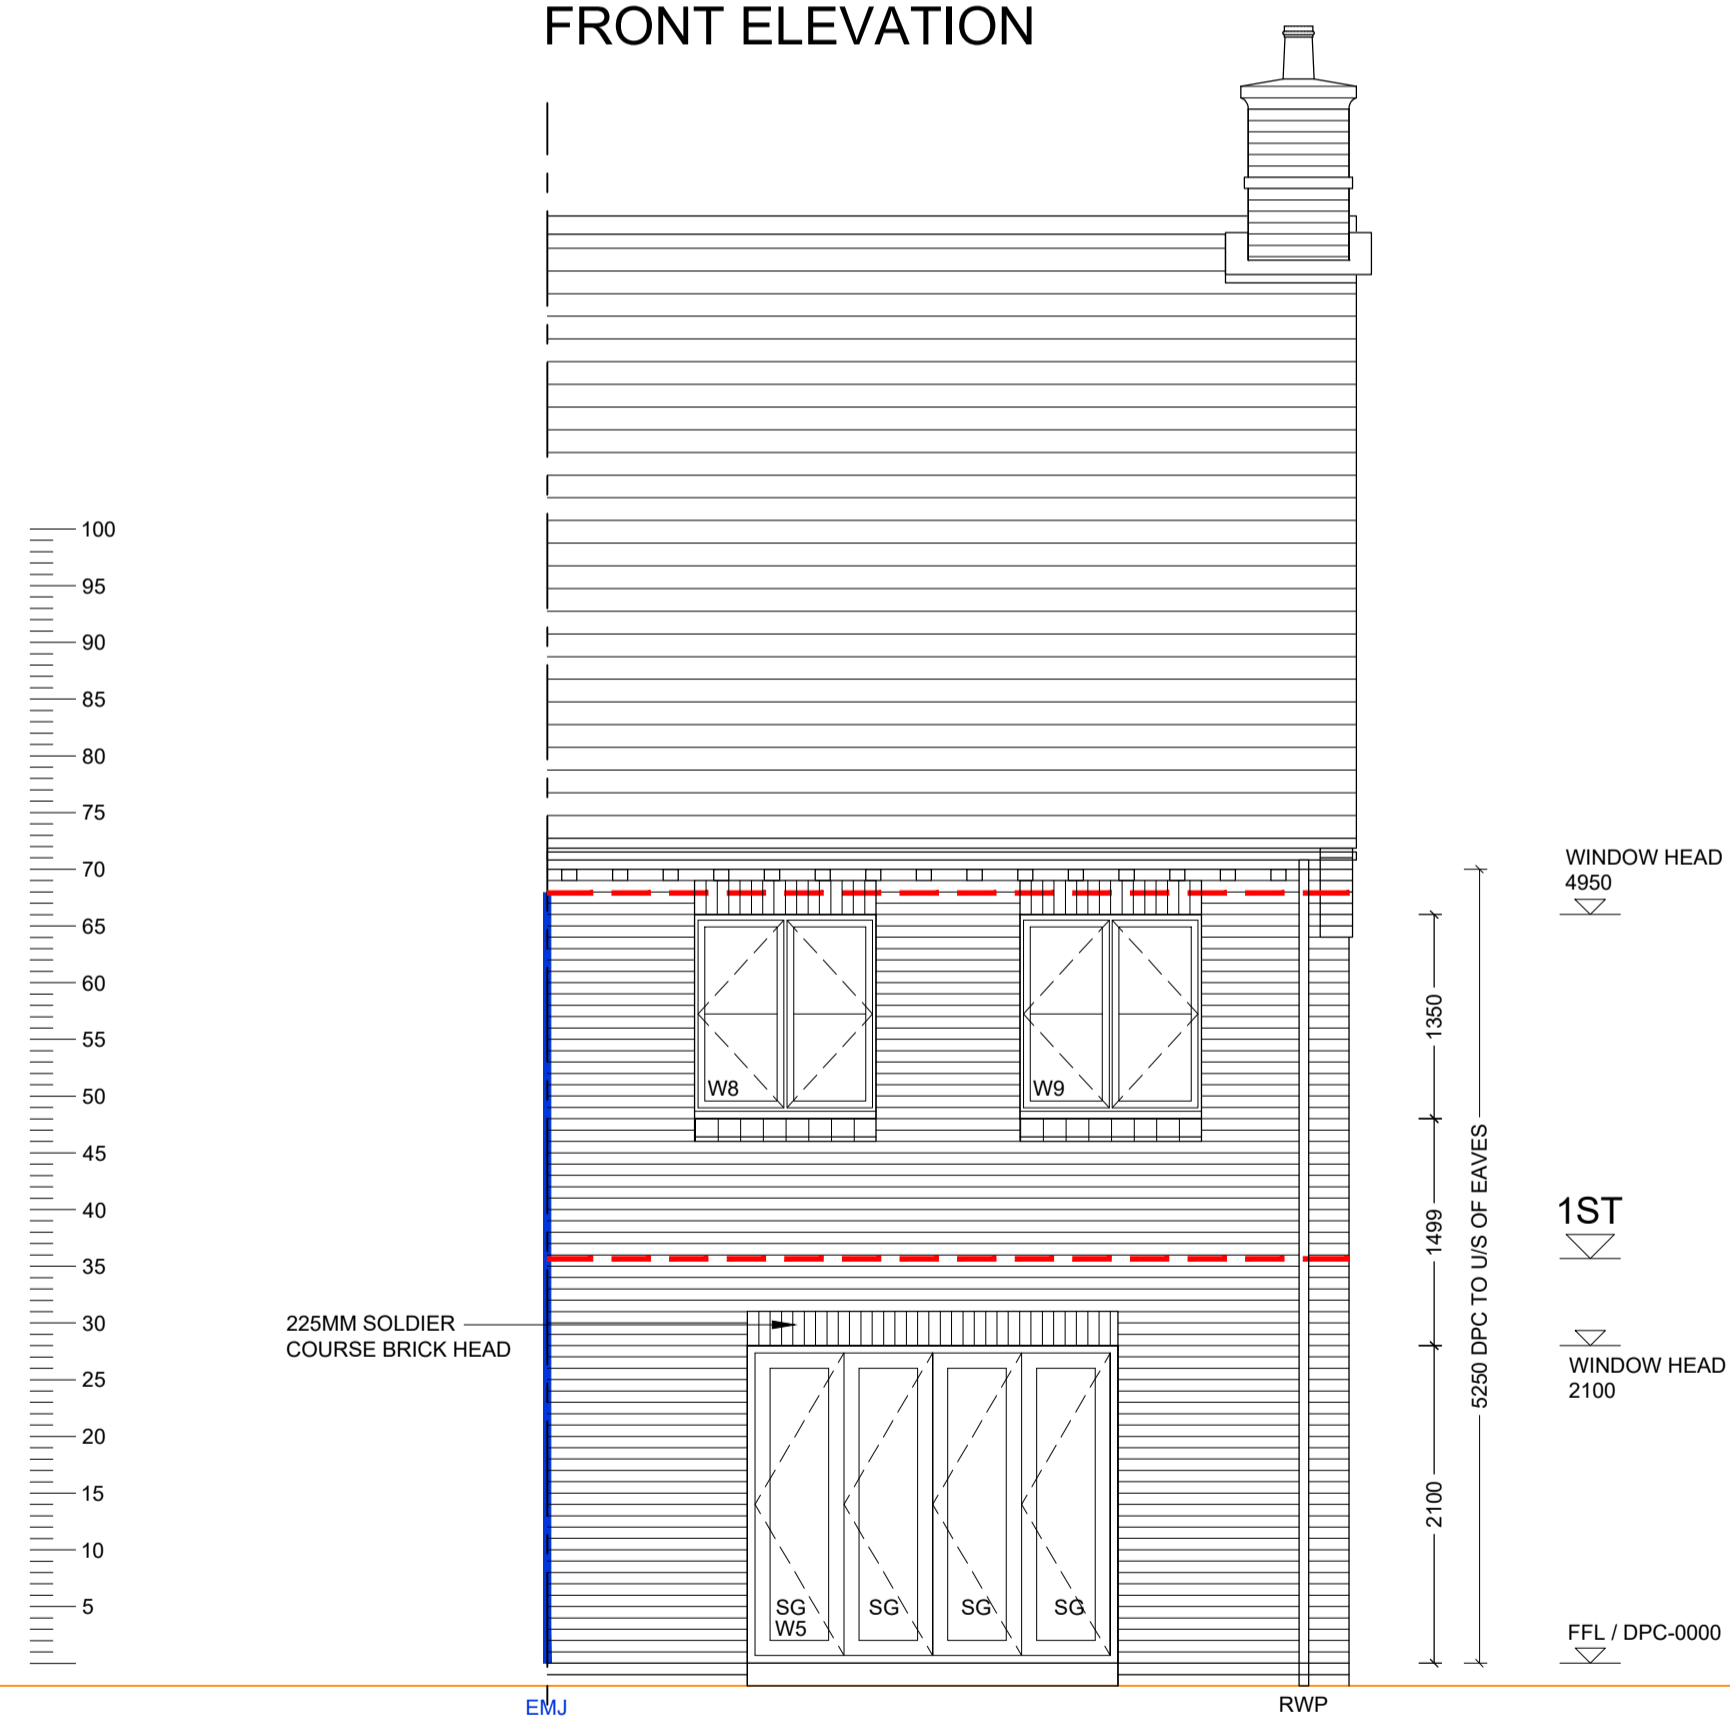 FRONT ELEVATION
100
95
90
85
80
75
70
65
60
55
50
45
40
35
30
25
20
15
10
5
225MM SOLDIER
COURSE BRICK HEAD
W8
W9
SG
W5
SG
SG
SG
EMJ
RWP
1350
1499
2100
5250 DPC TO U/S OF EAVES
WINDOW HEAD
4950
1ST
WINDOW HEAD
2100
FFL / DPC-0000